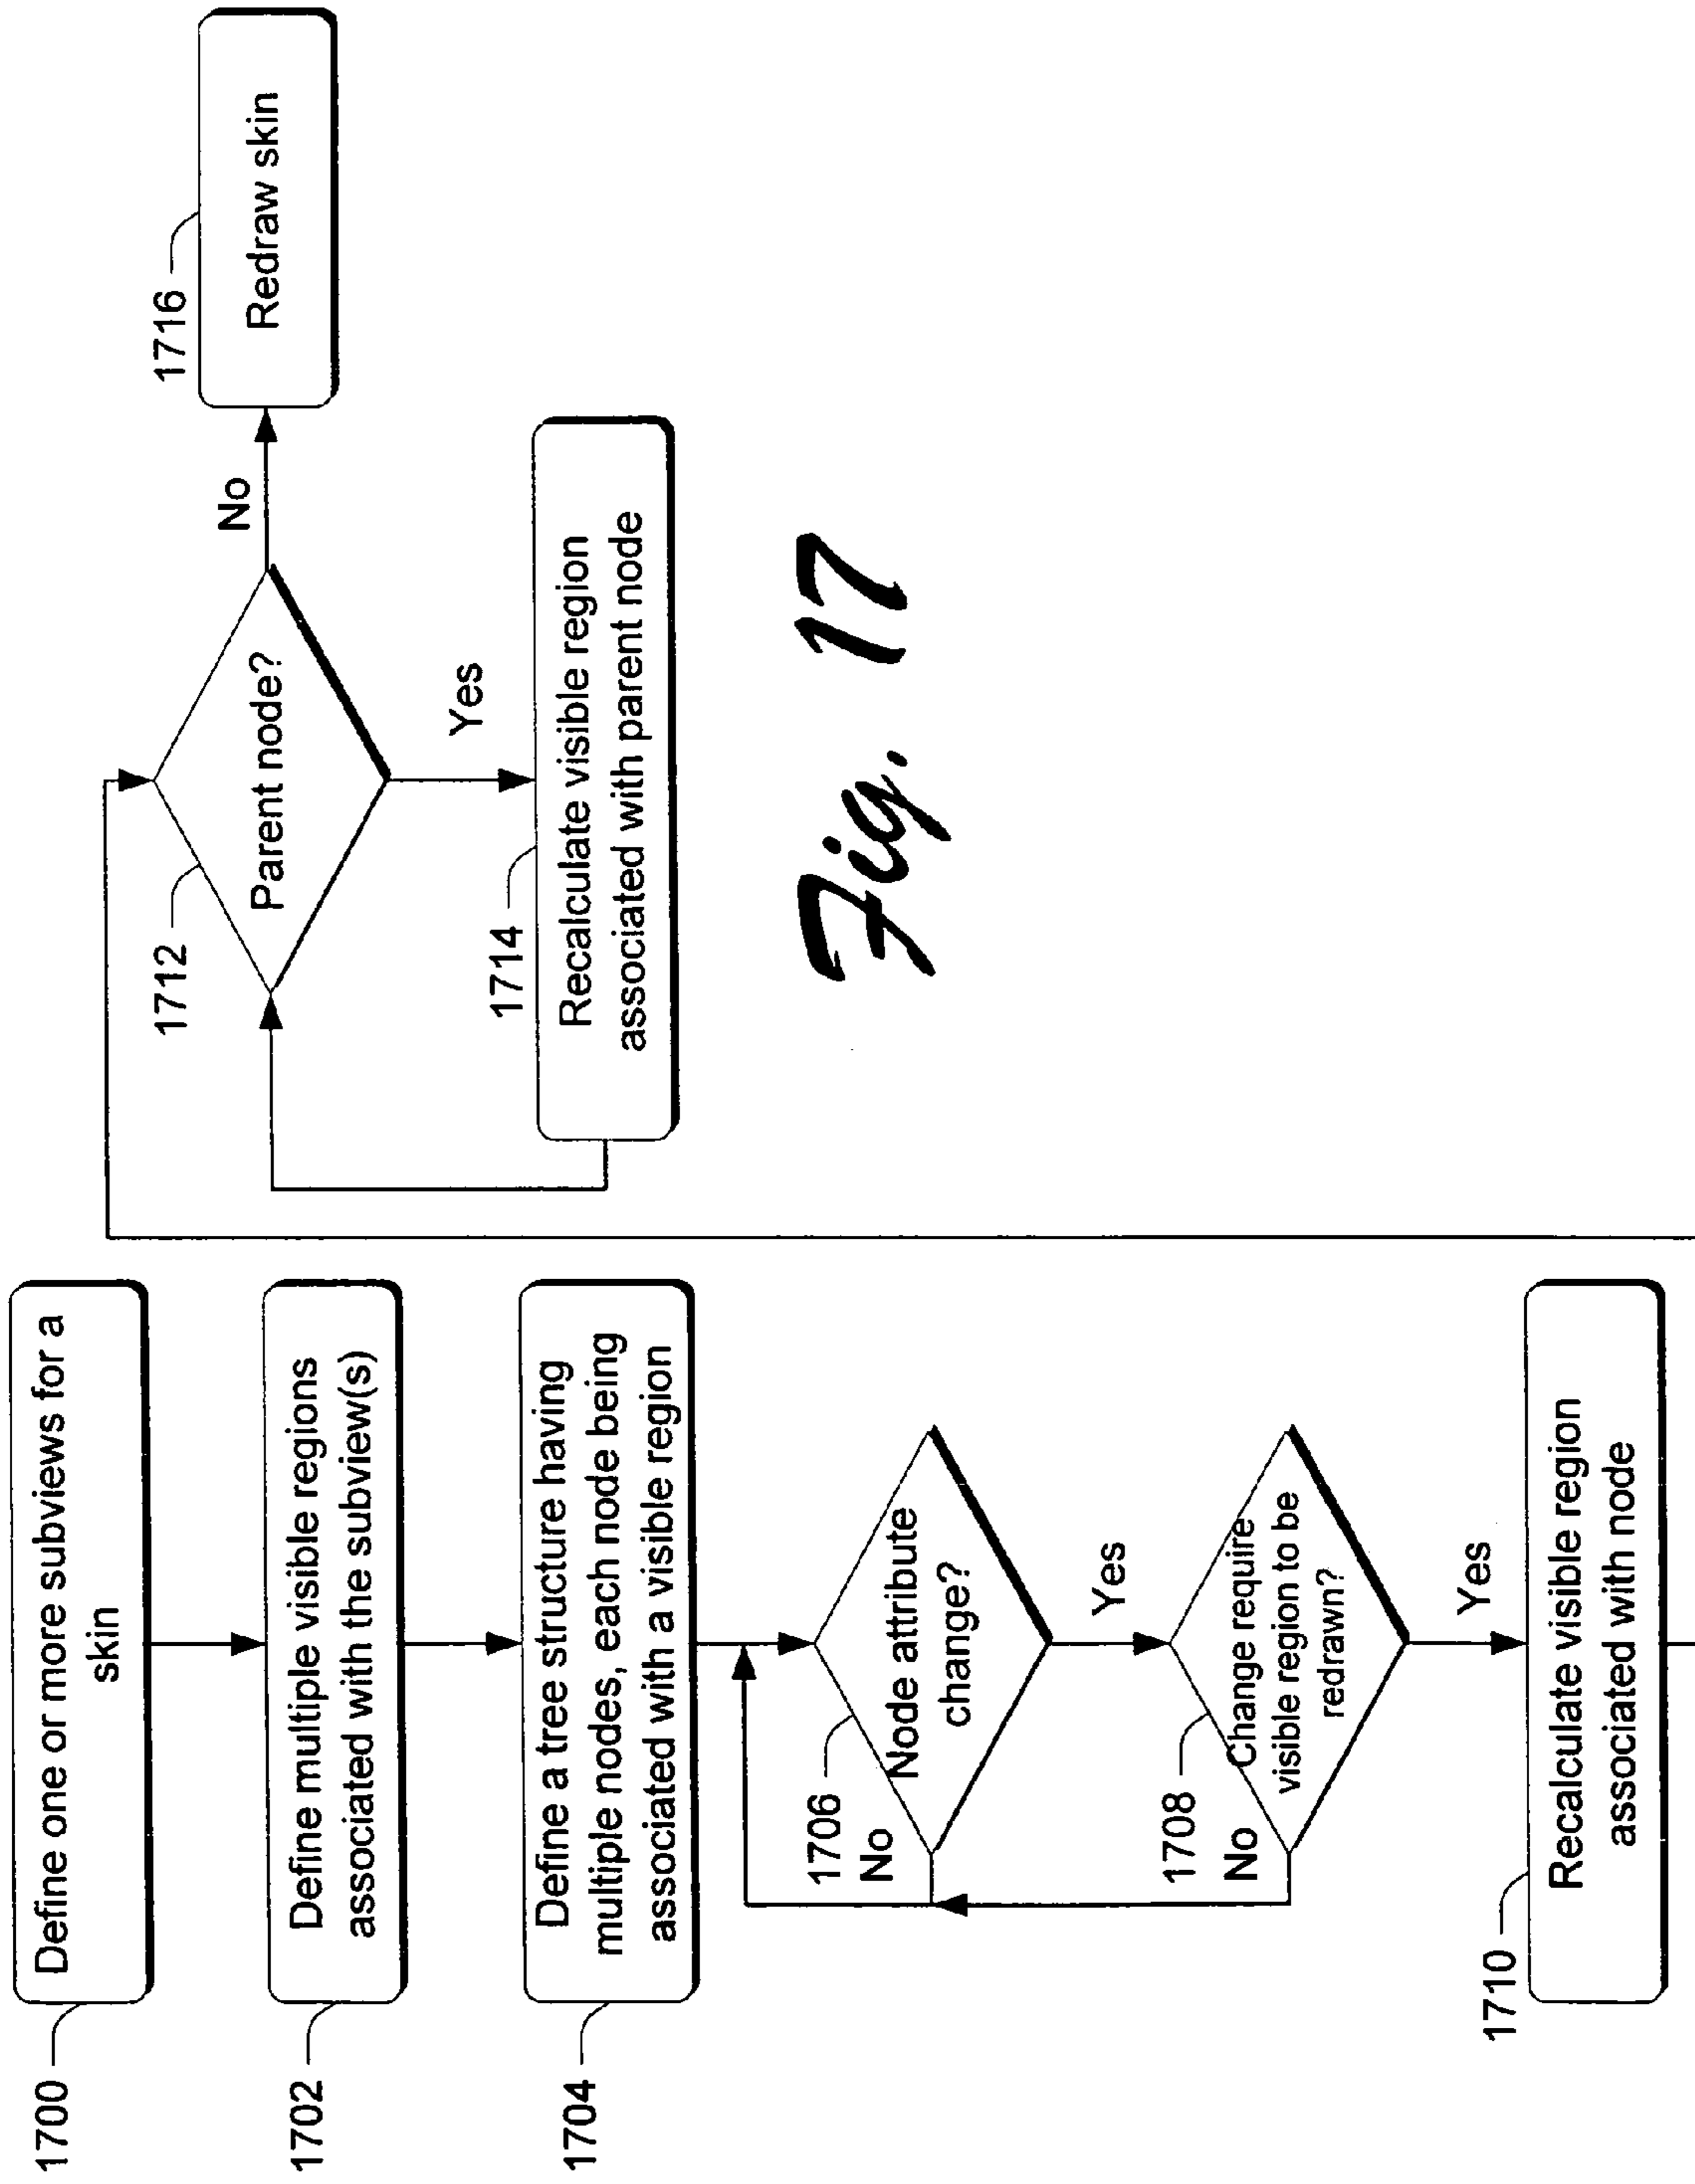 1700
Define one or more subviews for a
skin
1702
Define multiple visible regions
associated with the subview(s)
1704
Define a tree structure having
multiple nodes, each node being
associated with a visible region
1706
No
Node attribute
change?
Yes
1708
No
Change require
visible region to be
redrawn?
Yes
1710
Recalculate visible region
associated with node
1712
Parent node?
No
Yes
1714
Recalculate visible region
associated with parent node
1716
Redraw skin
Fig. 17